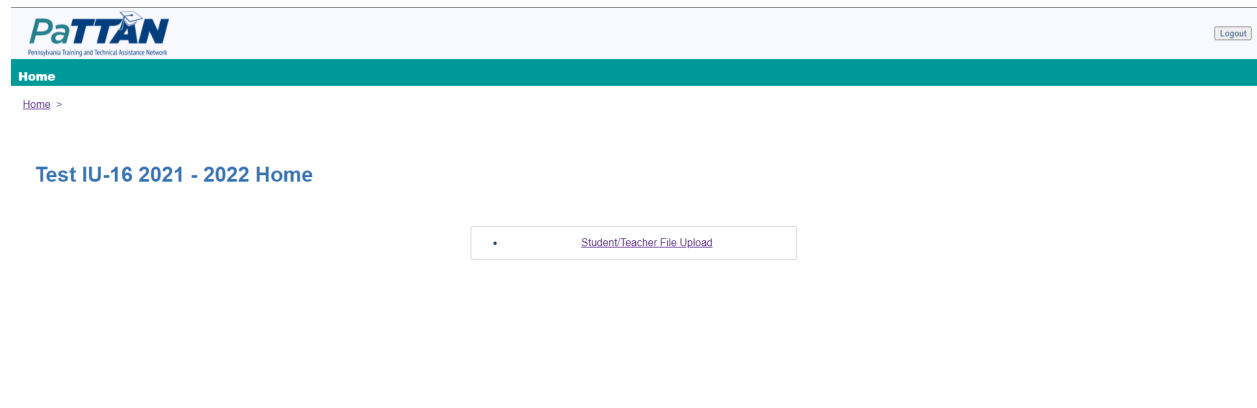 PaTTAN
Pennsylvania Training and Technical Assistance Network
Logout
Home
Home >
Test IU-16 2021 - 2022 Home
• Student/Teacher File Upload